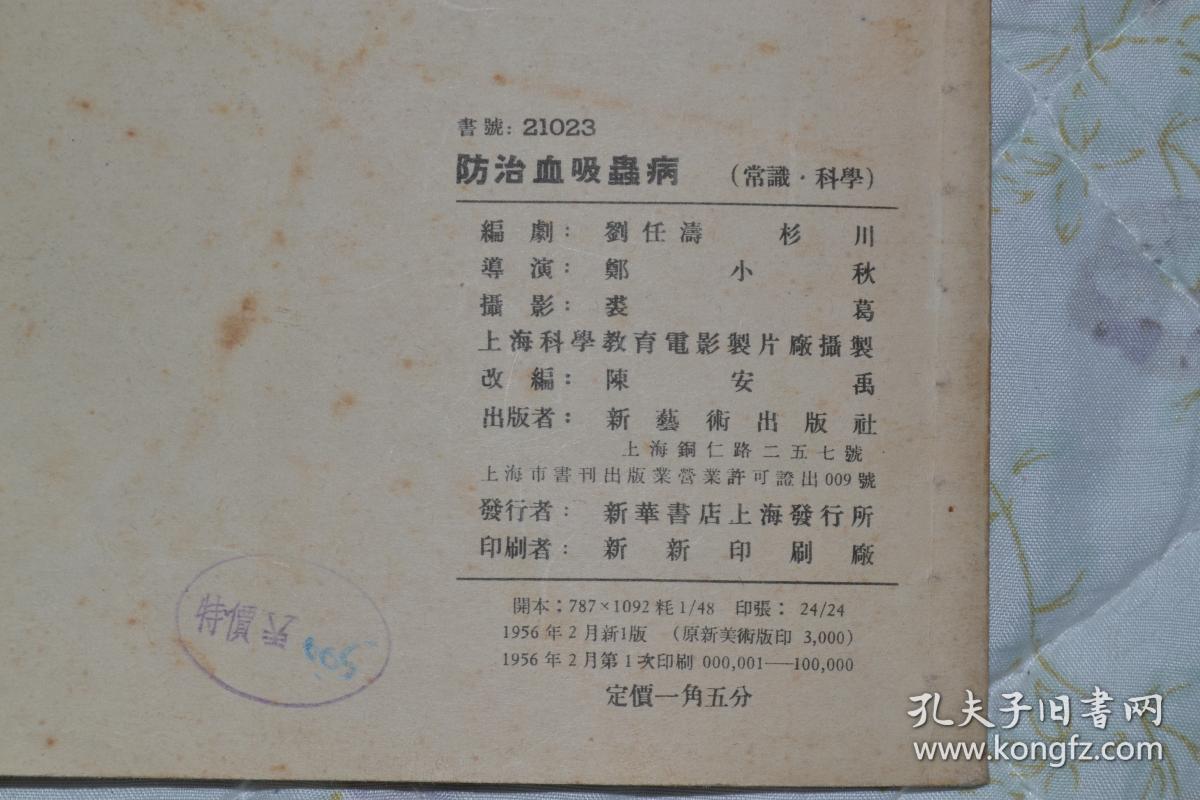 書號: 21023
防治血吸蟲病 (常識·科學)
編劇: 劉任濤 杉川
導演: 鄭小秋
攝影: 裘葛
上海科學教育電影製片廠攝製
改編: 陳安禹
出版者: 新藝術出版社
上海銅仁路二五七號
上海市書刊出版業營業許可證出009號
發行者: 新華書店上海發行所
印刷者: 新新印刷廠
開本: 787×1092 耗 1/48 印張: 24/24
1956年2月新1版 (原新美術版印 3,000)
1956年2月第1次印刷 000,001—100,000
定價一角五分
特價
孔夫子旧书网
www.kongfz.com